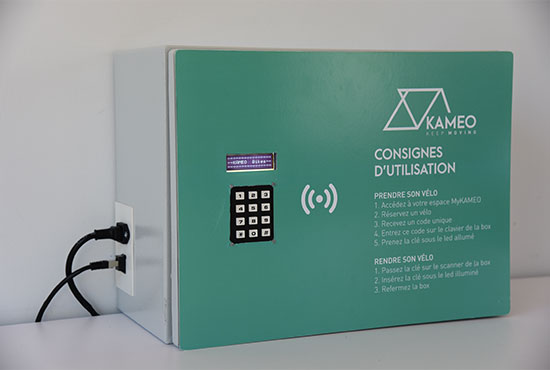 KAMEO
KEEP MOVING
KAMEO Bikes
CONSIGNES
D'UTILISATION
PRENDRE SON VÉLO
1. Accédez à votre espace MyKAMEO
2. Réservez un vélo
3. Recevez un code unique
4. Entrez ce code sur le clavier de la box
5. Prenez la clé sous le led allumé
RENDRE SON VÉLO
1. Passez la clé sur le scanner de la box
2. Insérez la clé sous le led illuminé
3. Refermez la box